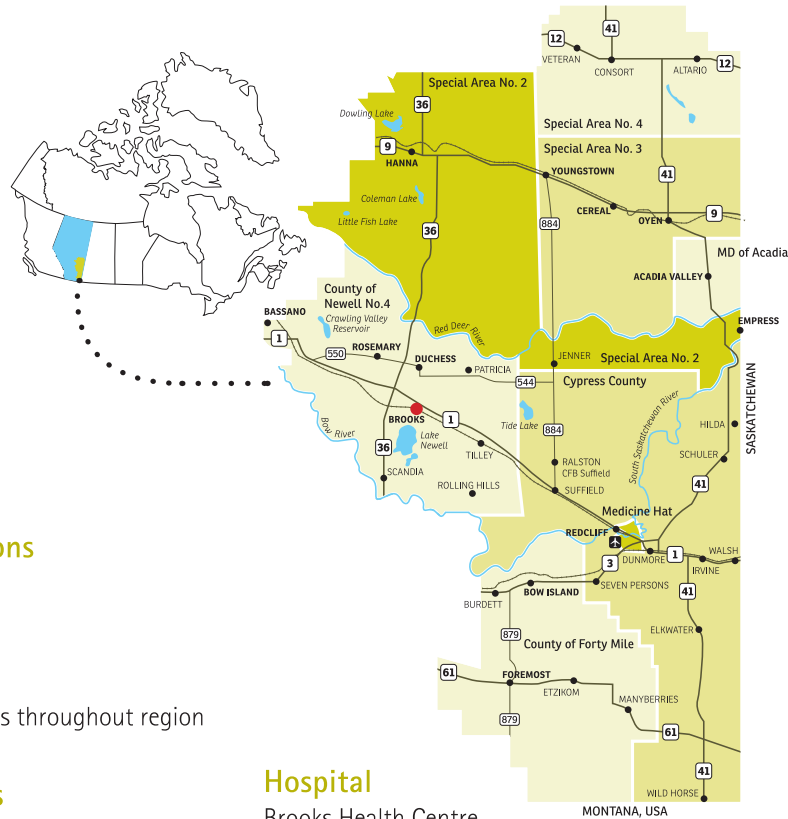 41
12
VETERAN
CONSORT
ALTARIO
12
Special Area No. 2
36
Dowling Lake
Special Area No. 4
9
HANNA
Special Area No. 3
YOUNGSTOWN
41
Coleman Lake
CEREAL
9
Little Fish Lake
884
OYEN
36
MD of Acadia
ACADIA VALLEY
County of
Newell No.4
BASSANO
Crawling Valley
Reservoir
Red Deer
River
EMPRESS
1
550
ROSEMARY
DUCHESS
PATRICIA
JENNER
Special Area No. 2
544
Cypress County
SASKATCHEWAN
BROOKS
1
Tide Lake
Bow River
884
South Saskatchewan River
HILDA
36
Lake
Newell
TILLEY
SCHULER
SCANDIA
RALSTON
CFB Suffield
ROLLING HILLS
SUFFIELD
41
Medicine Hat
REDCLIFF
DUNMORE
1
WALSH
IRVINE
3
SEVEN PERSONS
41
BURDETT
BOW ISLAND
879
ELKWATER
County of Forty Mile
61
FOREMOST
ETZIKOM
MANYBERRIES
879
61
41
WILD HORSE
MONTANA, USA
ons
s throughout region
s
Hospital
Brooks Health Centre